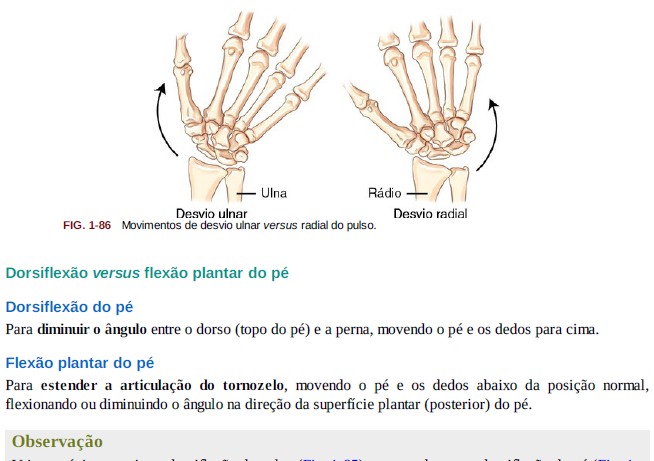 Ulna
Rádio
Desvio ulnar
Desvio radial
FIG. 1-86 Movimentos de desvio ulnar versus radial do pulso.
Dorsiflexão versus flexão plantar do pé
Dorsiflexão do pé
Para diminuir o ângulo entre o dorso (topo do pé) e a perna, movendo o pé e os dedos para cima.
Flexão plantar do pé
Para estender a articulação do tornozelo, movendo o pé e os dedos abaixo da posição normal,
flexionando ou diminuindo o ângulo na direção da superfície plantar (posterior) do pé.
Observação